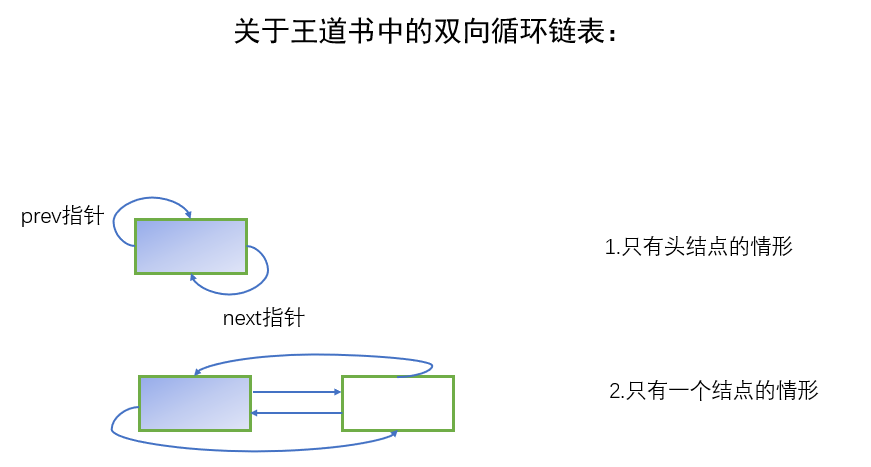 关于王道书中的双向循环链表：
prev指针
1.只有头结点的情形
next指针
2.只有一个结点的情形